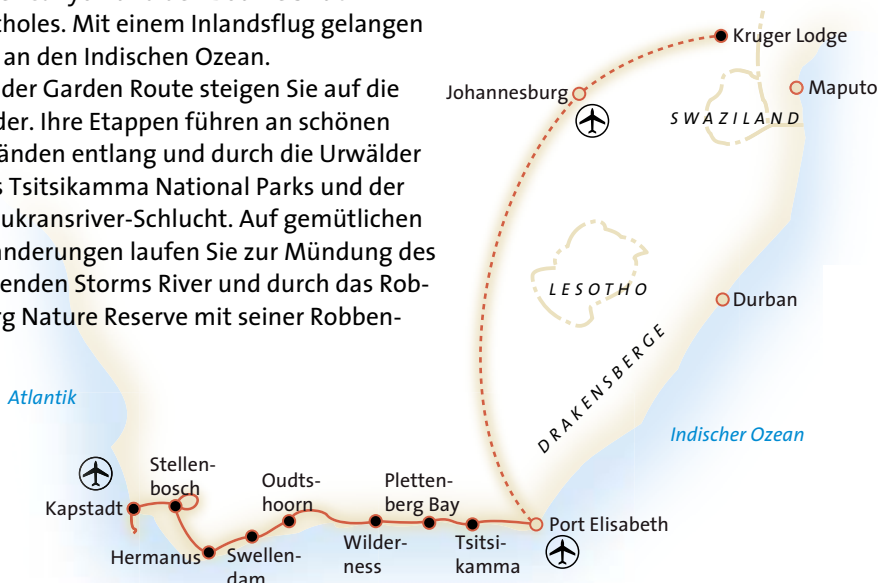 tholes. Mit einem Inlandsflug gelangen
an den Indischen Ozean.
der Garden Route steigen Sie auf die
der. Ihre Etappen führen an schönen
änden entlang und durch die Urwälder
s Tsitsikamma National Parks und der
ukransriver-Schlucht. Auf gemütlichen
anderungen laufen Sie zur Mündung des
enden Storms River und durch das Rob-
rg Nature Reserve mit seiner Robben-
Kruger Lodge
Johannesburg
Maputo
SWAZILAND
LESOTHO
Durban
DRAKENSBERGE
Atlantik
Indischer Ozean
Stellen-
bosch
Kapstadt
Oudts-
hoorn
Pletten-
berg Bay
Port Elisabeth
Hermanus
Swellen-
dam
Wilder-
ness
Tsitsi-
kamma